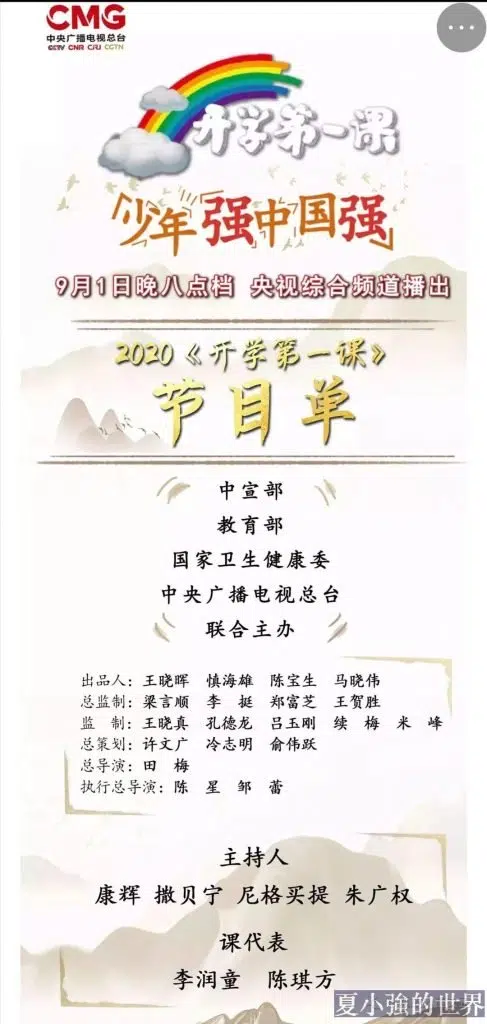 CMG
中央广播电视总台
CCTV CNR CRI CGTN
开学第一课
「少年强中国强」
9月1日晚八点档 央视综合频道播出
2020《开学第一课》
节目单
中宣部
教育部
国家卫生健康委
中央广播电视总台
联合主办
出品人:王晓晖 慎海雄 陈宝生 马晓伟
总监制:梁言顺 李 挺 郑富芝 王贺胜
监 制:王晓真 孔德龙 吕玉刚 续 梅 米 峰
总策划:许文广 冷志明 俞伟跃
总导演:田 梅
执行总导演:陈 星 邹 蕾
主持人
康辉 撒贝宁 尼格买提 朱广权
课代表
李润童 陈琪方
夏小強的世界